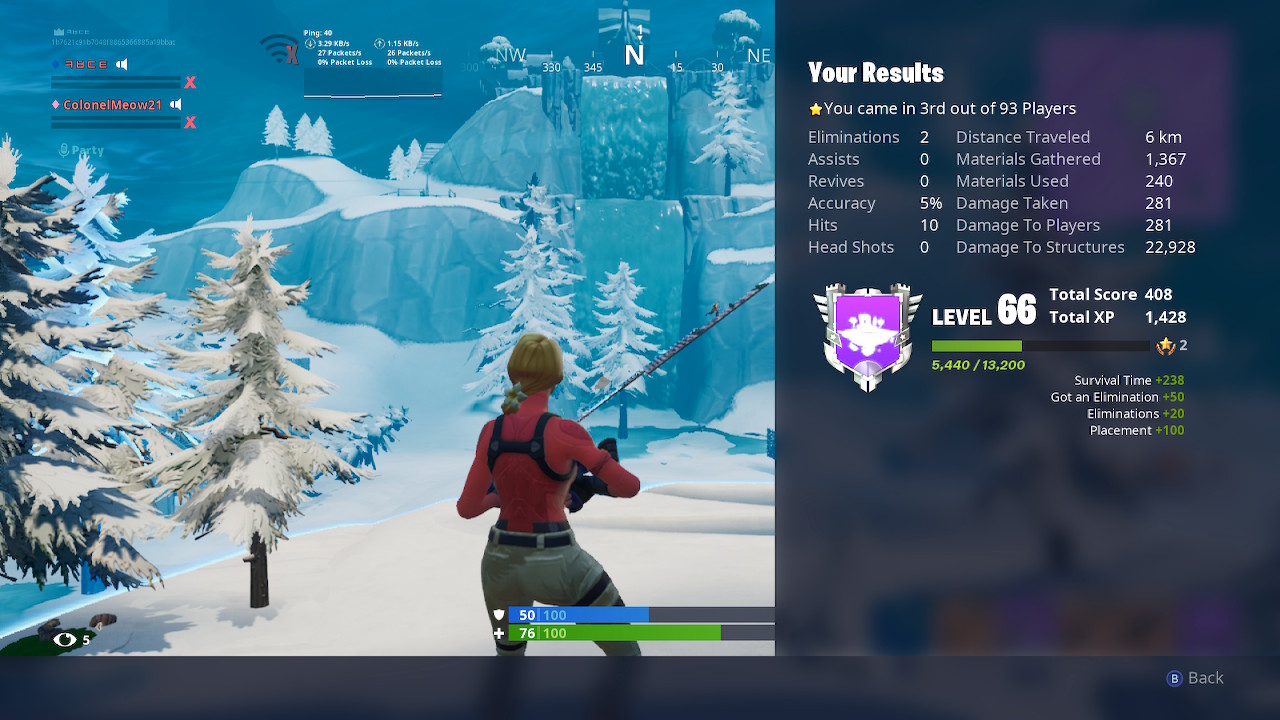 Ping: 40
3.29 KB/s 1.15 KB/s
27 Packets/s 26 Packets/s
0% Packet Loss 0% Packet Loss
ㅋㅂㄷㅌ
X
ColonelMeow21
X
Party
1
300 NW 330 345 N 15 30 NE
50 100
76 100
5
Your Results
You came in 3rd out of 93 Players
Eliminations 2 Distance Traveled 6 km
Assists 0 Materials Gathered 1,367
Revives 0 Materials Used 240
Accuracy 5% Damage Taken 281
Hits 10 Damage To Players 281
Head Shots 0 Damage To Structures 22,928
LEVEL 66
Total Score 408
Total XP 1,428
2
5,440 / 13,200
Survival Time +238
Got an Elimination +50
Eliminations +20
Placement +100
B Back